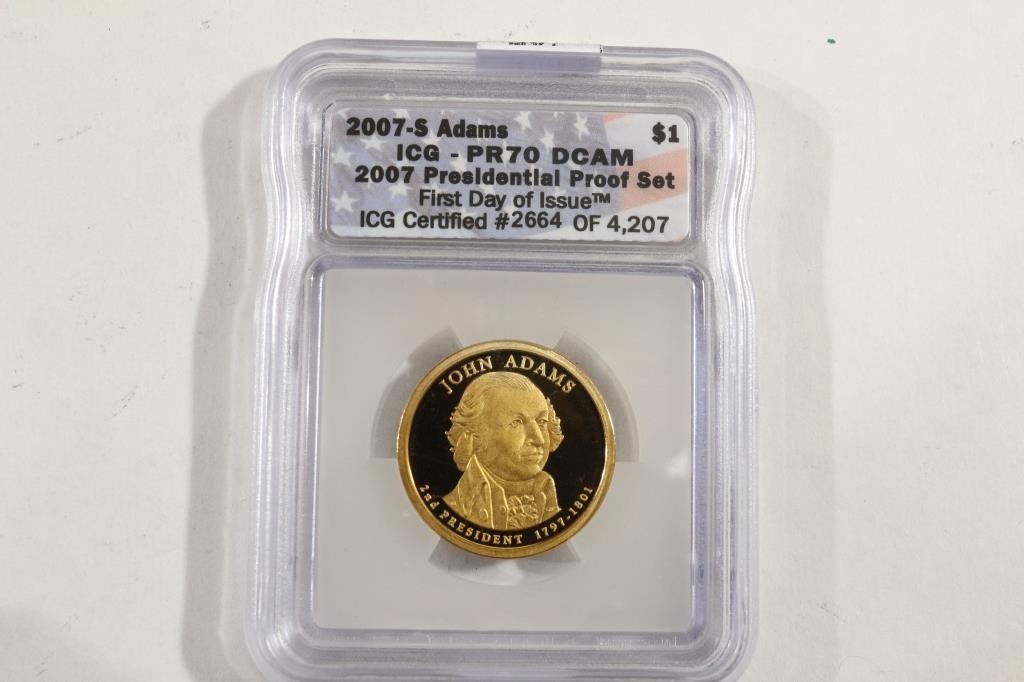 2007-S Adams $1
ICG - PR70 DCAM
2007 Presidential Proof Set
First Day of Issue™
ICG Certified #2664 OF 4,207
JOHN ADAMS
2nd PRESIDENT 1797-1801